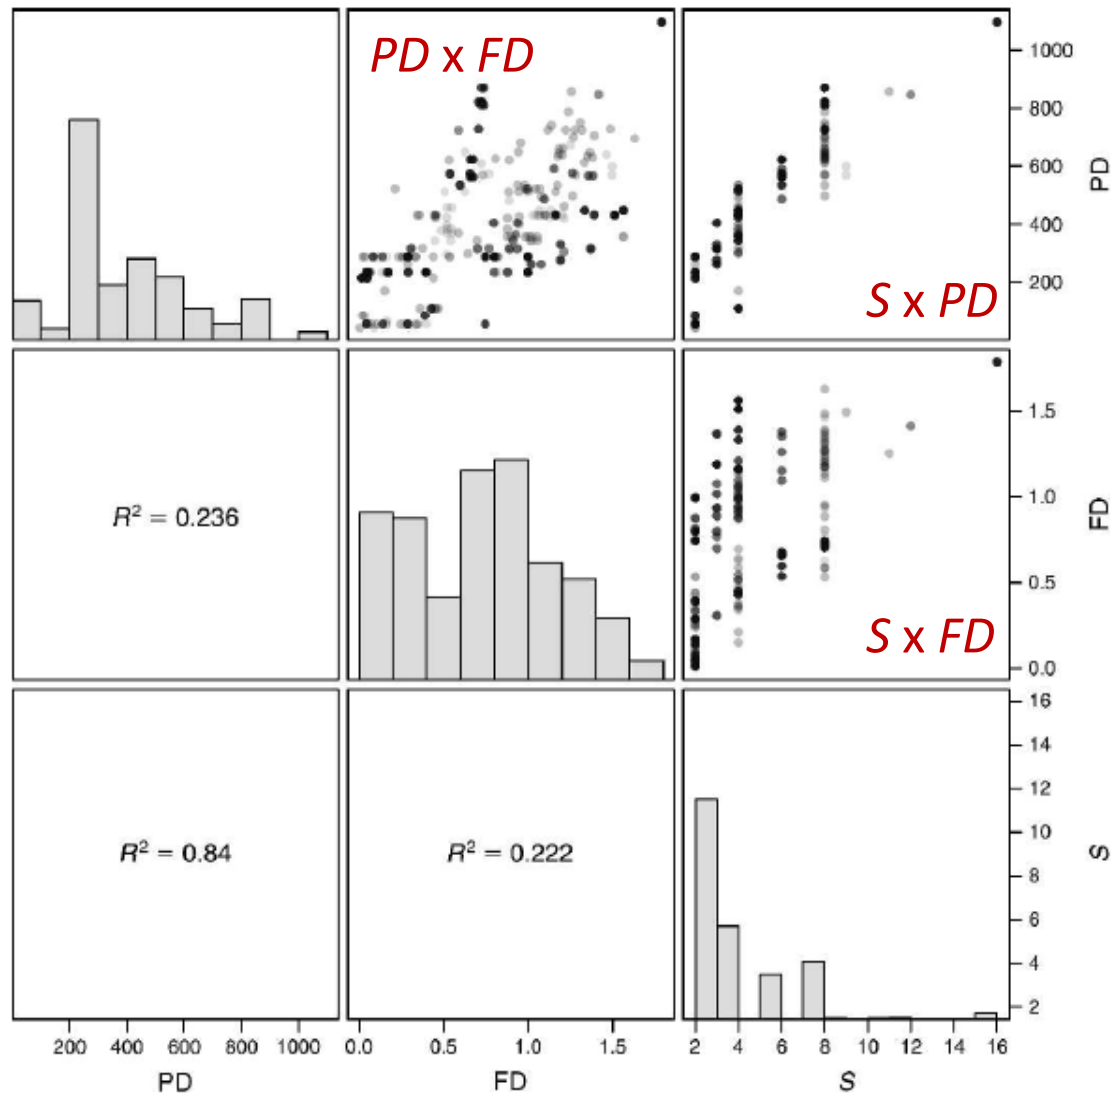 PD x FD
1000
800
600
400
200
PD
S x PD
R² = 0.236
1.5
1.0
0.5
0.0
FD
S x FD
R² = 0.84
R² = 0.222
16
14
12
10
8
6
4
2
S
200 400 600 800 1000
0.0 0.5 1.0 1.5
2 4 6 8 10 12 14 16
PD
FD
S